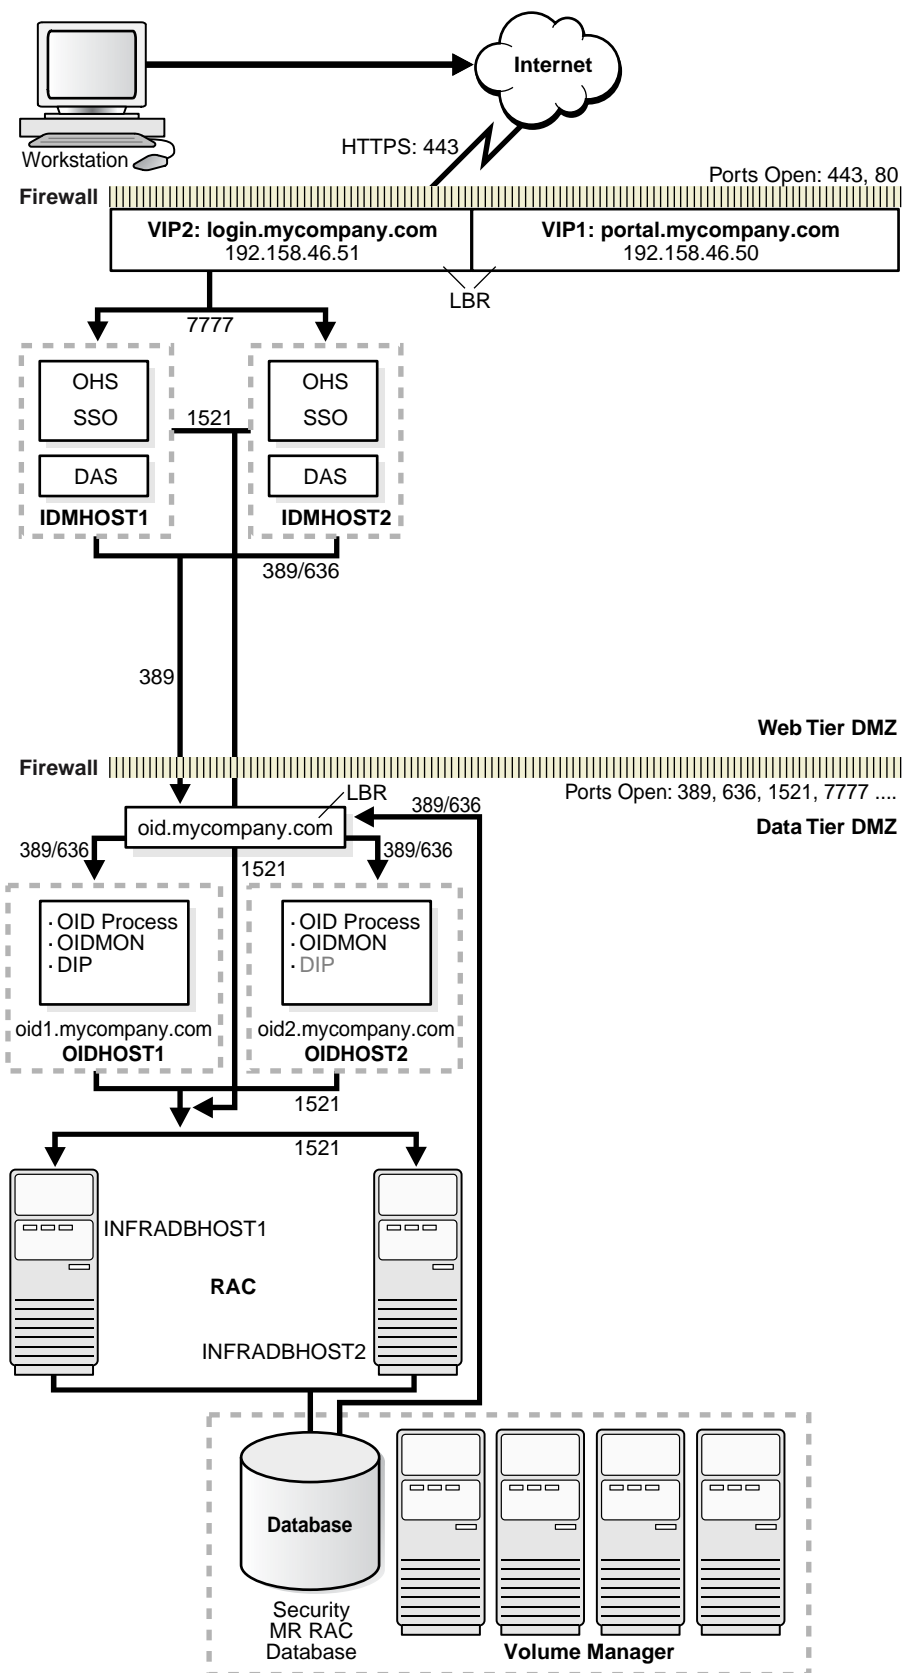 Internet
Workstation
HTTPS: 443
Ports Open: 443, 80
Firewall
VIP2: login.mycompany.com
192.158.46.51
VIP1: portal.mycompany.com
192.158.46.50
LBR
7777
OHS
SSO
DAS
IDMHOST1
1521
OHS
SSO
DAS
IDMHOST2
389/636
389
Web Tier DMZ
Firewall
Ports Open: 389, 636, 1521, 7777 ....
Data Tier DMZ
LBR
389/636
oid.mycompany.com
389/636
1521
389/636
· OID Process
· OIDMON
· DIP
oid1.mycompany.com
OIDHOST1
· OID Process
· OIDMON
· DIP
oid2.mycompany.com
OIDHOST2
1521
1521
INFRADBHOST1
RAC
INFRADBHOST2
Database
Security
MR RAC
Database
Volume Manager